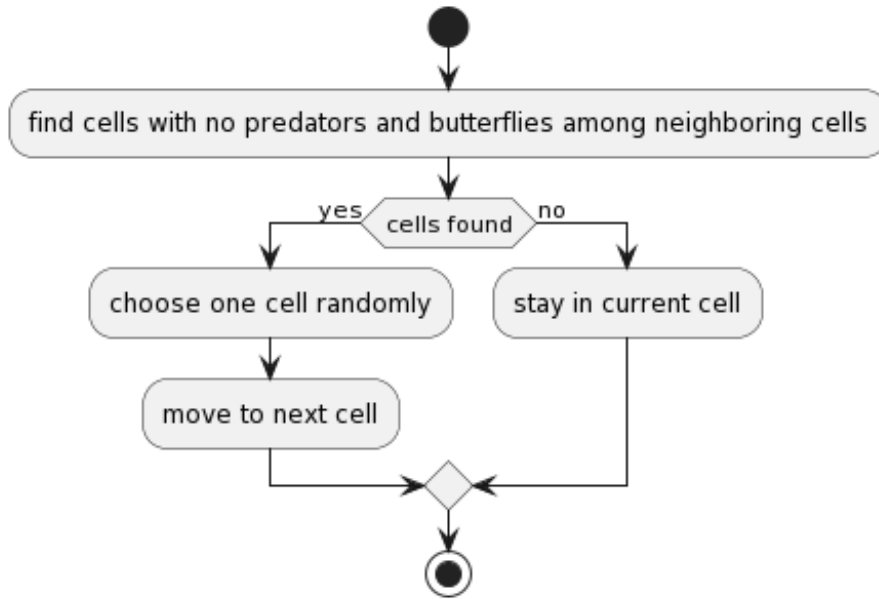 find cells with no predators and butterflies among neighboring cells
yes
cells found
no
choose one cell randomly
stay in current cell
move to next cell